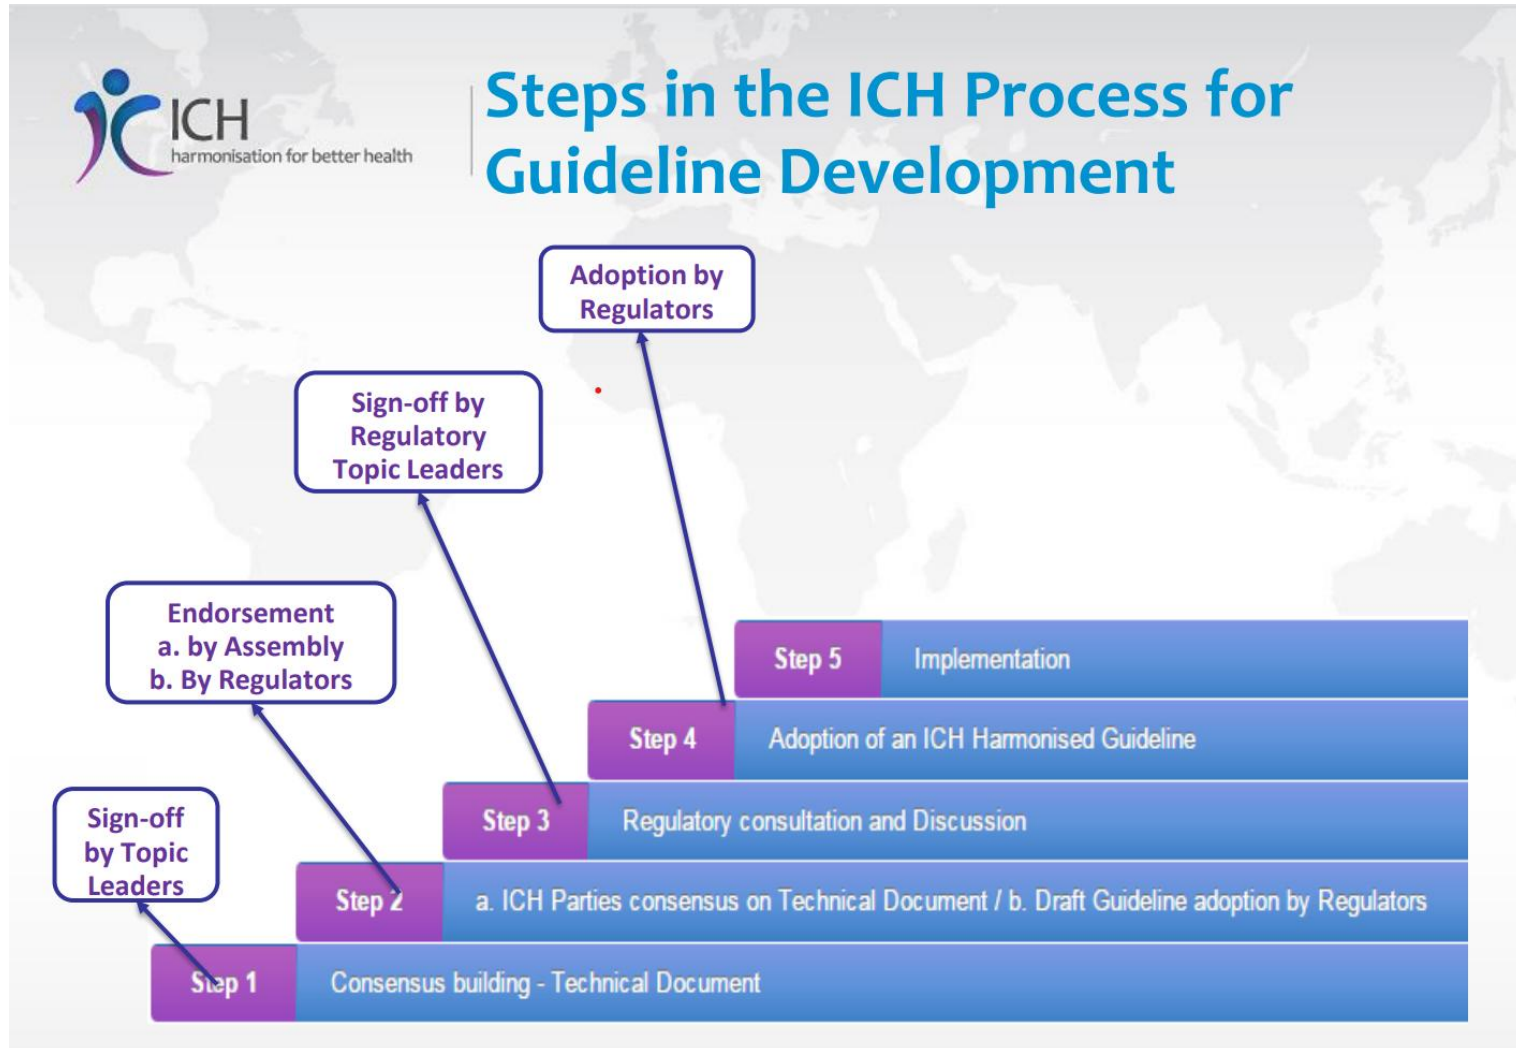 ICH
harmonisation for better health
Steps in the ICH Process for
Guideline Development
Adoption by
Regulators
Sign-off by
Regulatory
Topic Leaders
Endorsement
a. by Assembly
b. By Regulators
Sign-off
by Topic
Leaders
Step 5 Implementation
Step 4 Adoption of an ICH Harmonised Guideline
Step 3 Regulatory consultation and Discussion
Step 2 a. ICH Parties consensus on Technical Document / b. Draft Guideline adoption by Regulators
Step 1 Consensus building - Technical Document